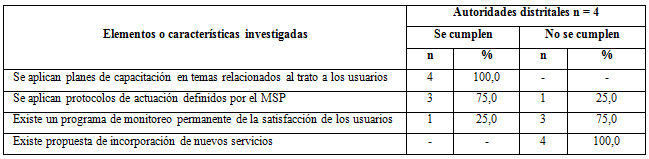 Elementos o características investigadas
Autoridades distritales n = 4
Se cumplen No se cumplen
n % n %
Se aplican planes de capacitación en temas relacionados al trato a los usuarios 4 100,0 - -
Se aplican protocolos de actuación definidos por el MSP 3 75,0 1 25,0
Existe un programa de monitoreo permanente de la satisfacción de los usuarios 1 25,0 3 75,0
Existe propuesta de incorporación de nuevos servicios - - 4 100,0